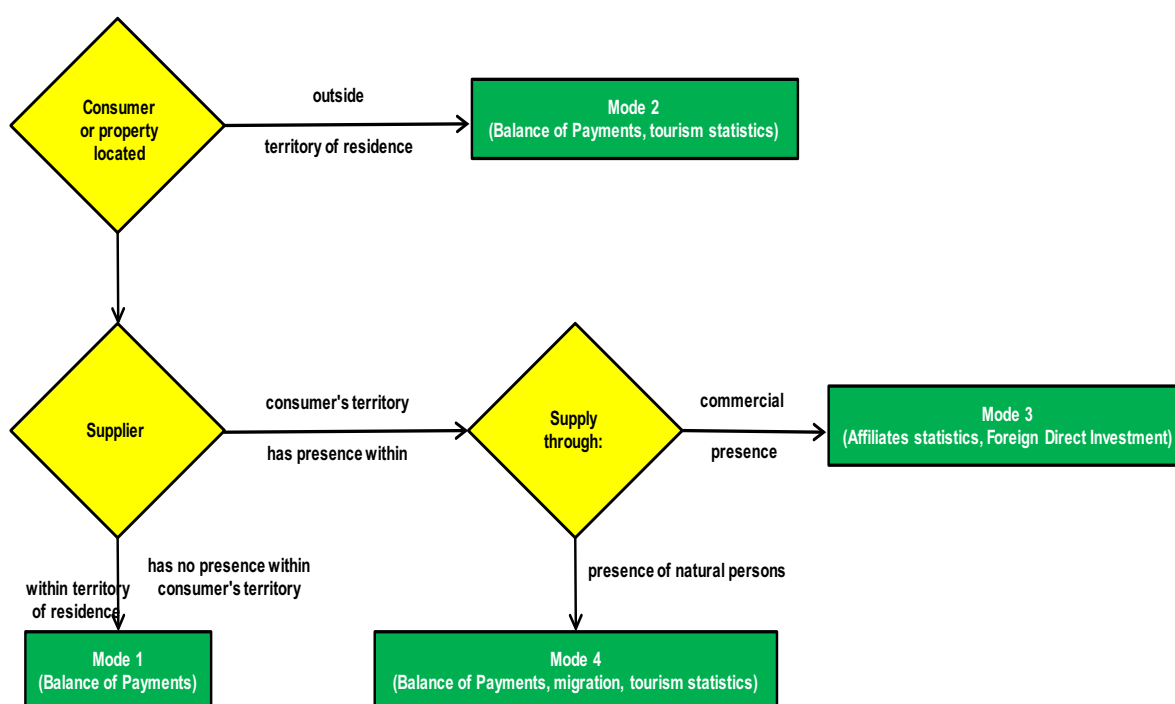 Consumer
or property
located
outside
territory of residence
Mode 2
(Balance of Payments, tourism statistics)
Supplier
consumer's territory
has presence within
Supply
through:
commercial
presence
Mode 3
(Affiliates statistics, Foreign Direct Investment)
within territory
of residence
has no presence within
consumer's territory
presence of natural persons
Mode 1
(Balance of Payments)
Mode 4
(Balance of Payments, migration, tourism statistics)